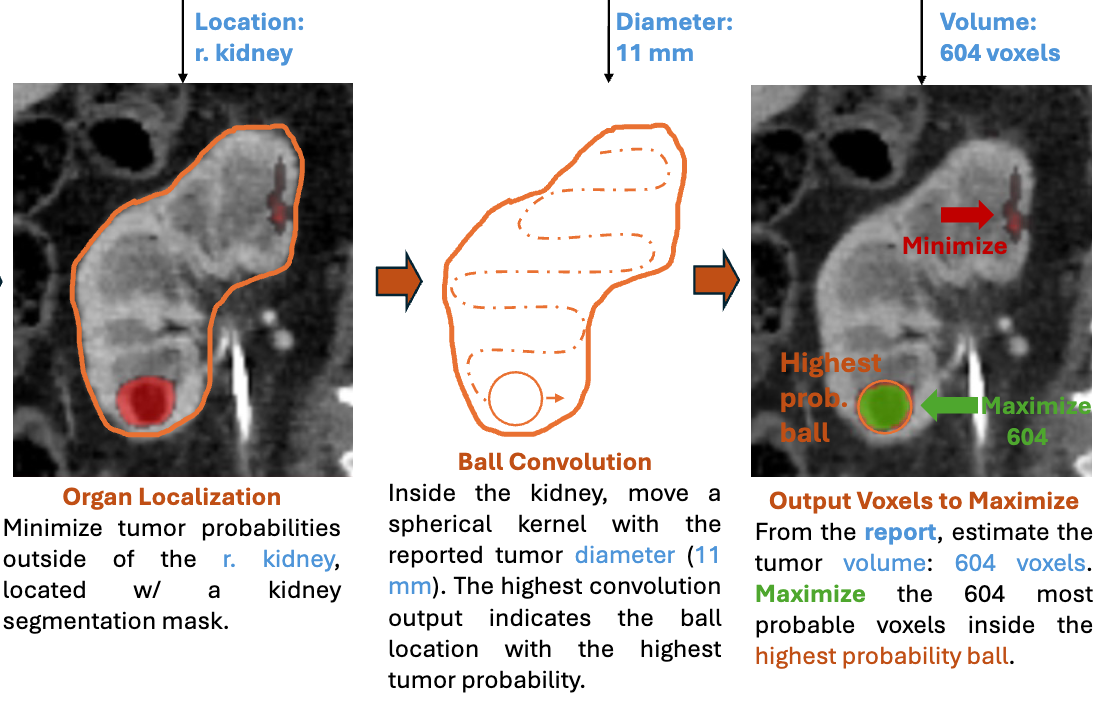 Location:
r. kidney
Diameter:
11 mm
Volume:
604 voxels
Minimize
Highest
prob.
ball
Maximize
604
Organ Localization
Minimize tumor probabilities
outside of the r. kidney,
located w/ a kidney
segmentation mask.
Ball Convolution
Inside the kidney, move a
spherical kernel with the
reported tumor diameter (11
mm). The highest convolution
output indicates the ball
location with the highest
tumor probability.
Output Voxels to Maximize
From the report, estimate the
tumor volume: 604 voxels.
Maximize the 604 most
probable voxels inside the
highest probability ball.